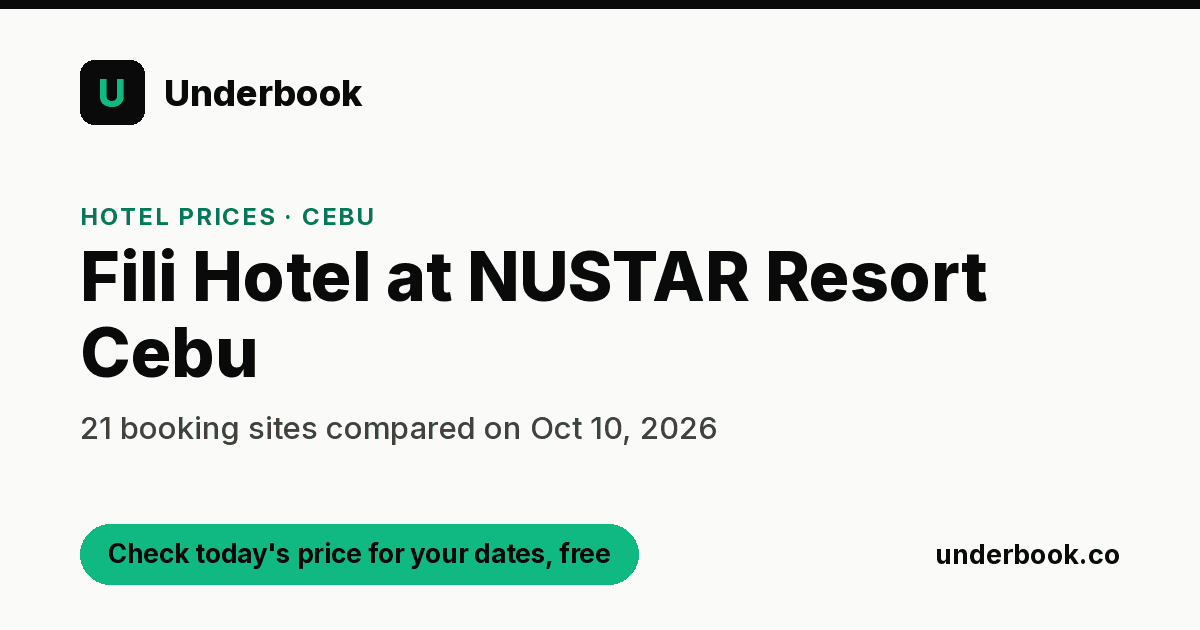 U Underbook
HOTEL PRICES · CEBU
Fili Hotel at NUSTAR Resort
Cebu
21 booking sites compared on Oct 10, 2026
Check today's price for your dates, free
underbook.co